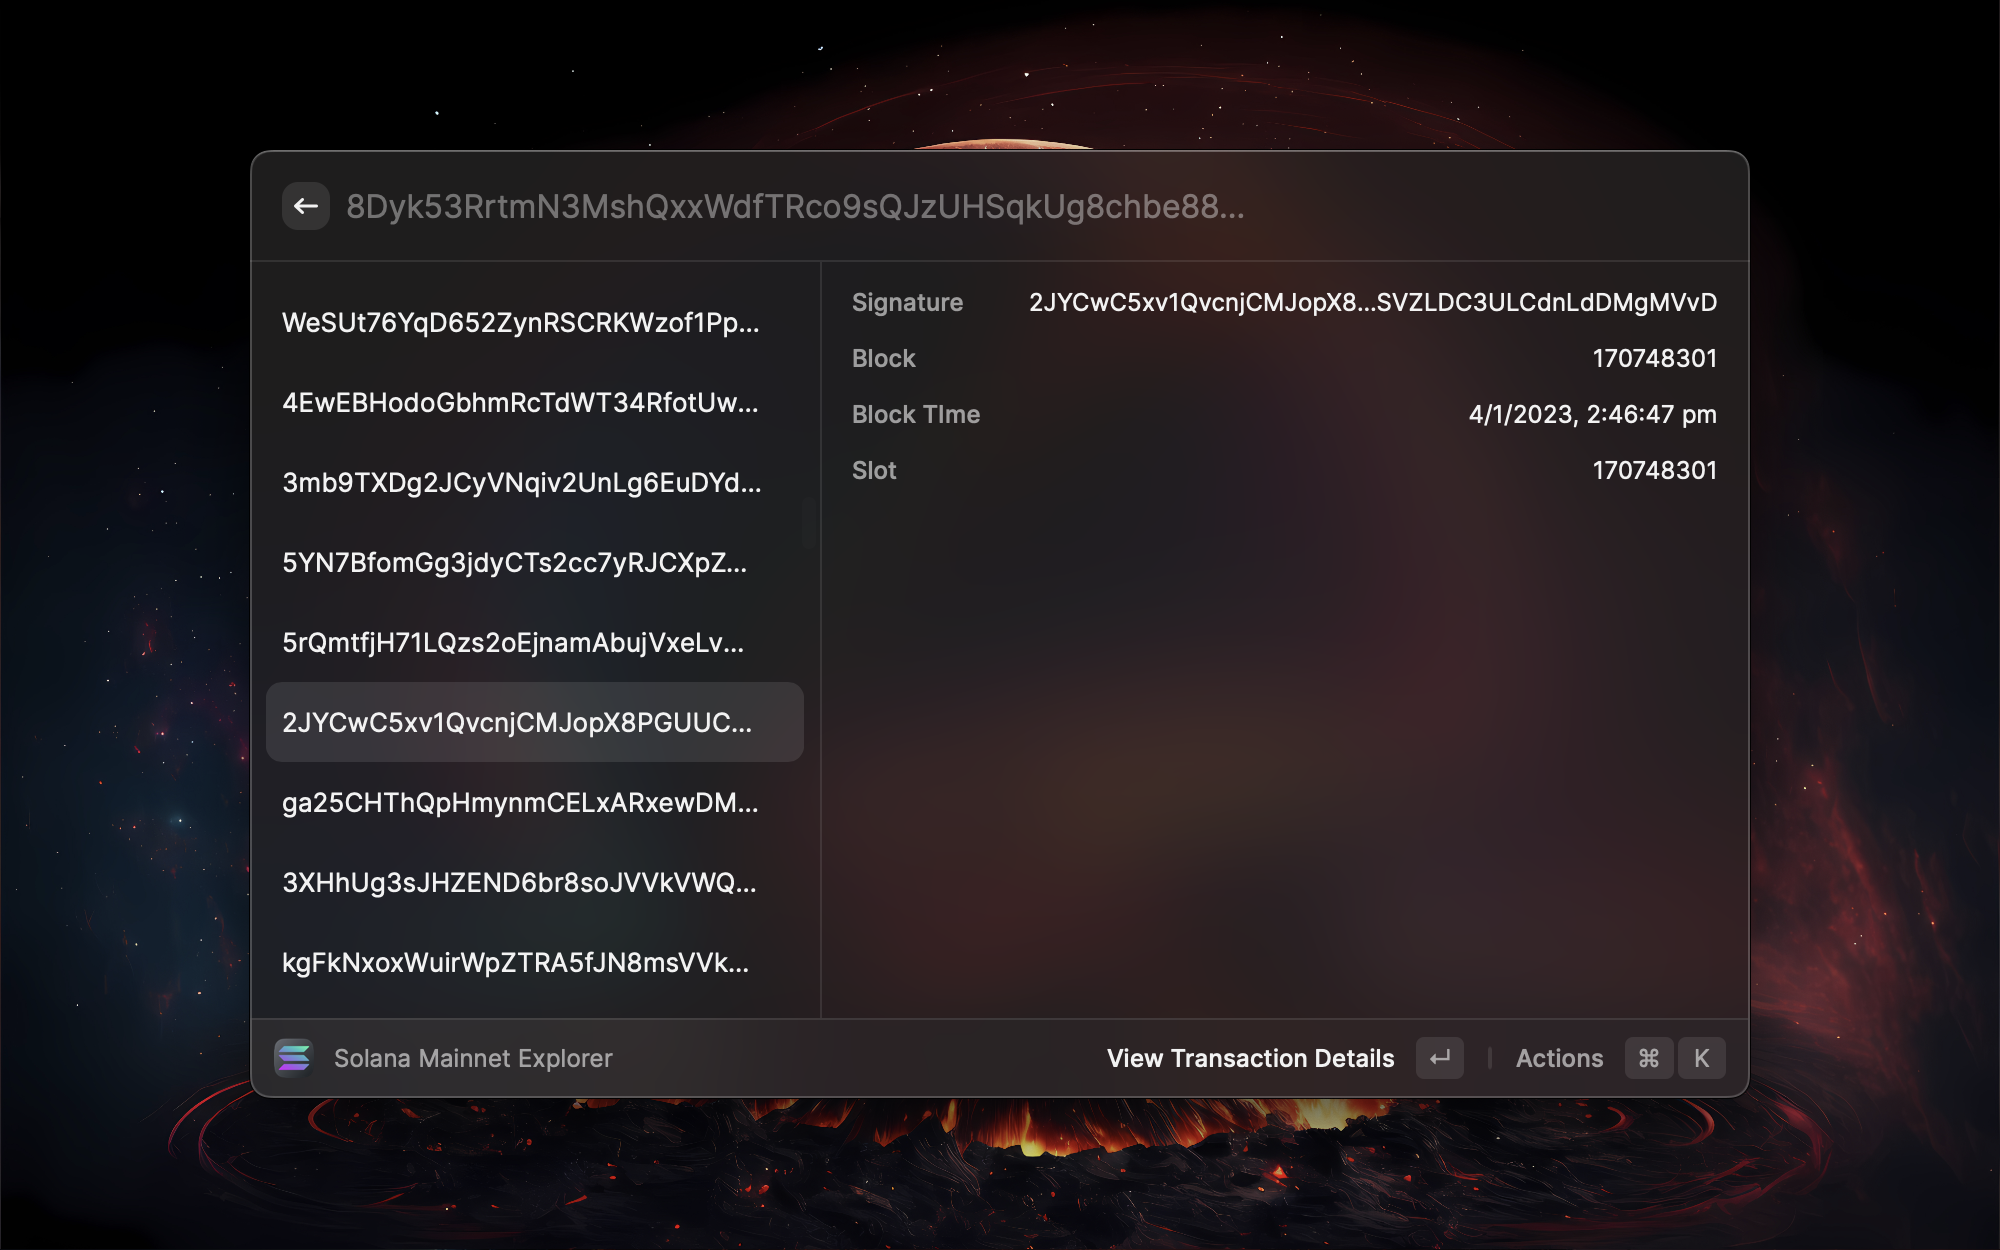 8Dyk53RrtmN3MshQxxWdfTRco9sQJzUHSqkUg8chbe88...
WeSUt76YqD652ZynRSCRKWzof1Pp...
4EwEBHodoGbhmRcTdWT34RfotUw...
3mb9TXDg2JCyVNqiv2UnLg6EuDYd...
5YN7BfomGg3jdyCTs2cc7yRJCXpZ...
5rQmtfjH71LQzs2oEjnamAbujVxeLv...
2JYCwC5xv1QvcnjCMJopX8PGUUC...
ga25CHThQpHmynmCELxARxewDM...
3XHhUg3sJHZEND6br8soJVVkVWQ...
kgFkNxoxWuirWpZTRA5fJN8msVVk...
Signature 2JYCwC5xv1QvcnjCMJopX8...SVZLDC3ULCdnLdDMgMVvD
Block 170748301
Block TIme 4/1/2023, 2:46:47 pm
Slot 170748301
Solana Mainnet Explorer
View Transaction Details ↵ | Actions ⌘ K